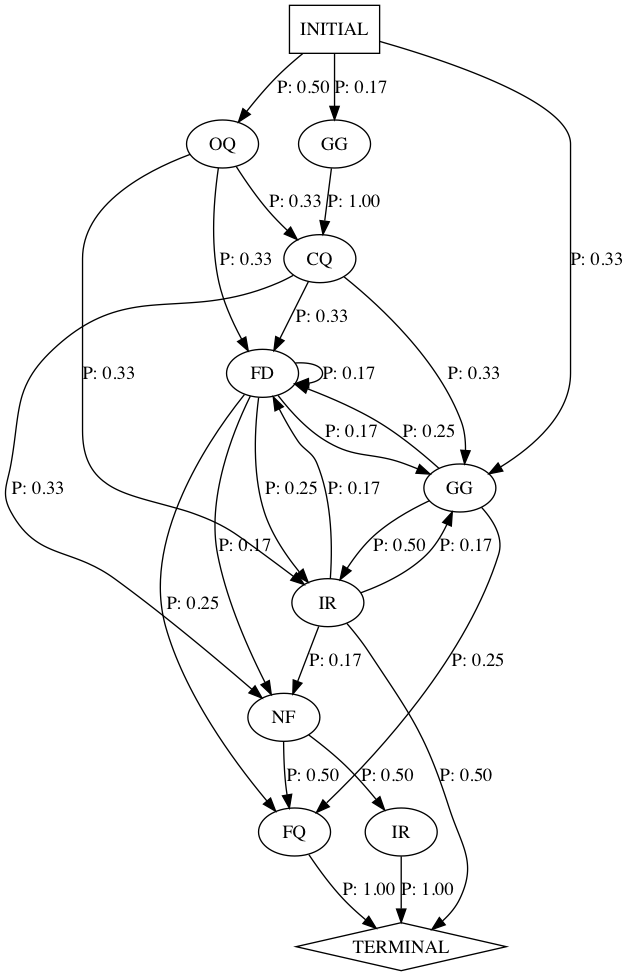 INITIAL
P: 0.50 P: 0.17
OQ GG
P: 0.33 P: 1.00
CQ
P: 0.33 P: 0.33
P: 0.33
FD P: 0.17
P: 0.33 P: 0.33
P: 0.17 P: 0.25
P: 0.33 P: 0.25 P: 0.17 GG
P: 0.17 P: 0.50 P: 0.17
P: 0.25 IR
P: 0.17 P: 0.25
NF
P: 0.50 P: 0.50 P: 0.50
FQ IR
P: 1.00 P: 1.00
TERMINAL